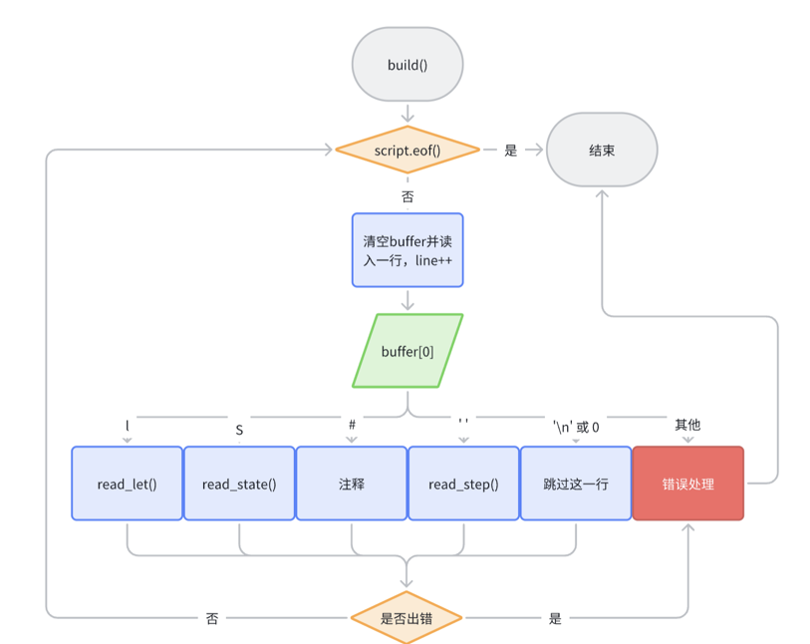 build()
script.eof()
是
结束
否
清空buffer并读
入一行，line++
buffer[0]
l
S
#
' '
'\n' 或 0
其他
read_let()
read_state()
注释
read_step()
跳过这一行
错误处理
否
是否出错
是